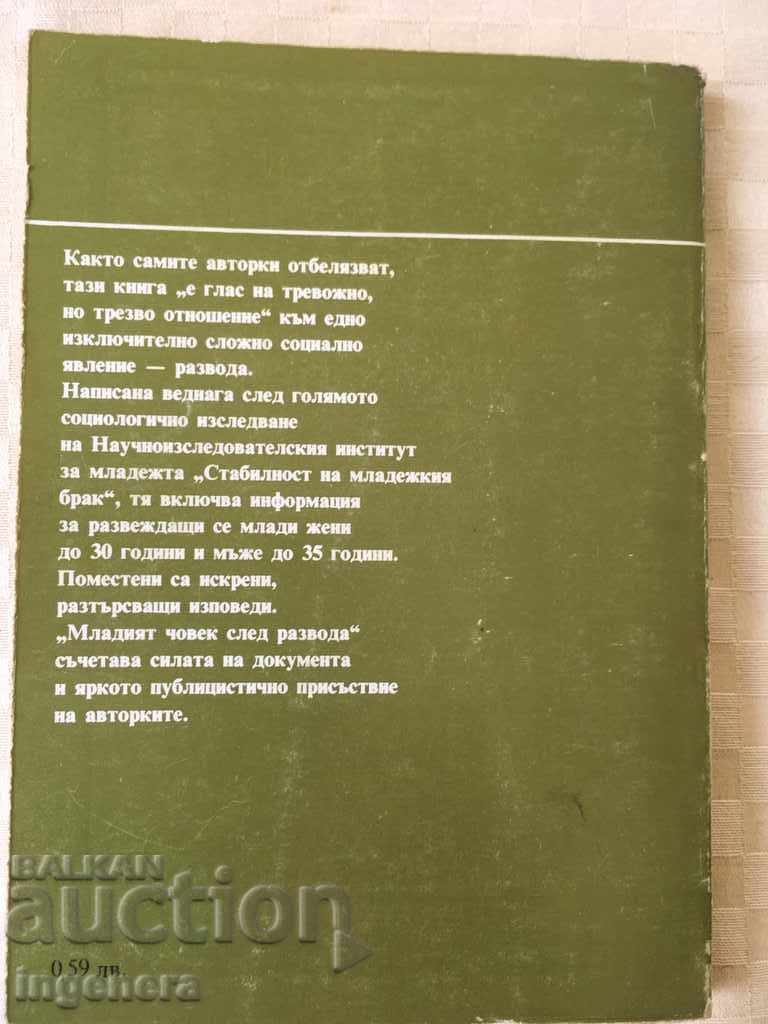 Както самите авторки отбелязват,
тази книга „е глас на тревожно,
но трезво отношение“ към едно
изключително сложно социално
явление — развода.
Написана веднага след голямото
социологично изследване
на Научноизследователския институт
за младежта „Стабилност на младежкия
брак“, тя включва информация
за развеждащи се млади жени
до 30 години и мъже до 35 години.
Поместени са искрени,
разтърсващи изповеди.
„Младият човек след развода“
съчетава силата на документа
и яркото публицистично присъствие
на авторките.
BALKAN
auction
0 59 лв.
ingehera